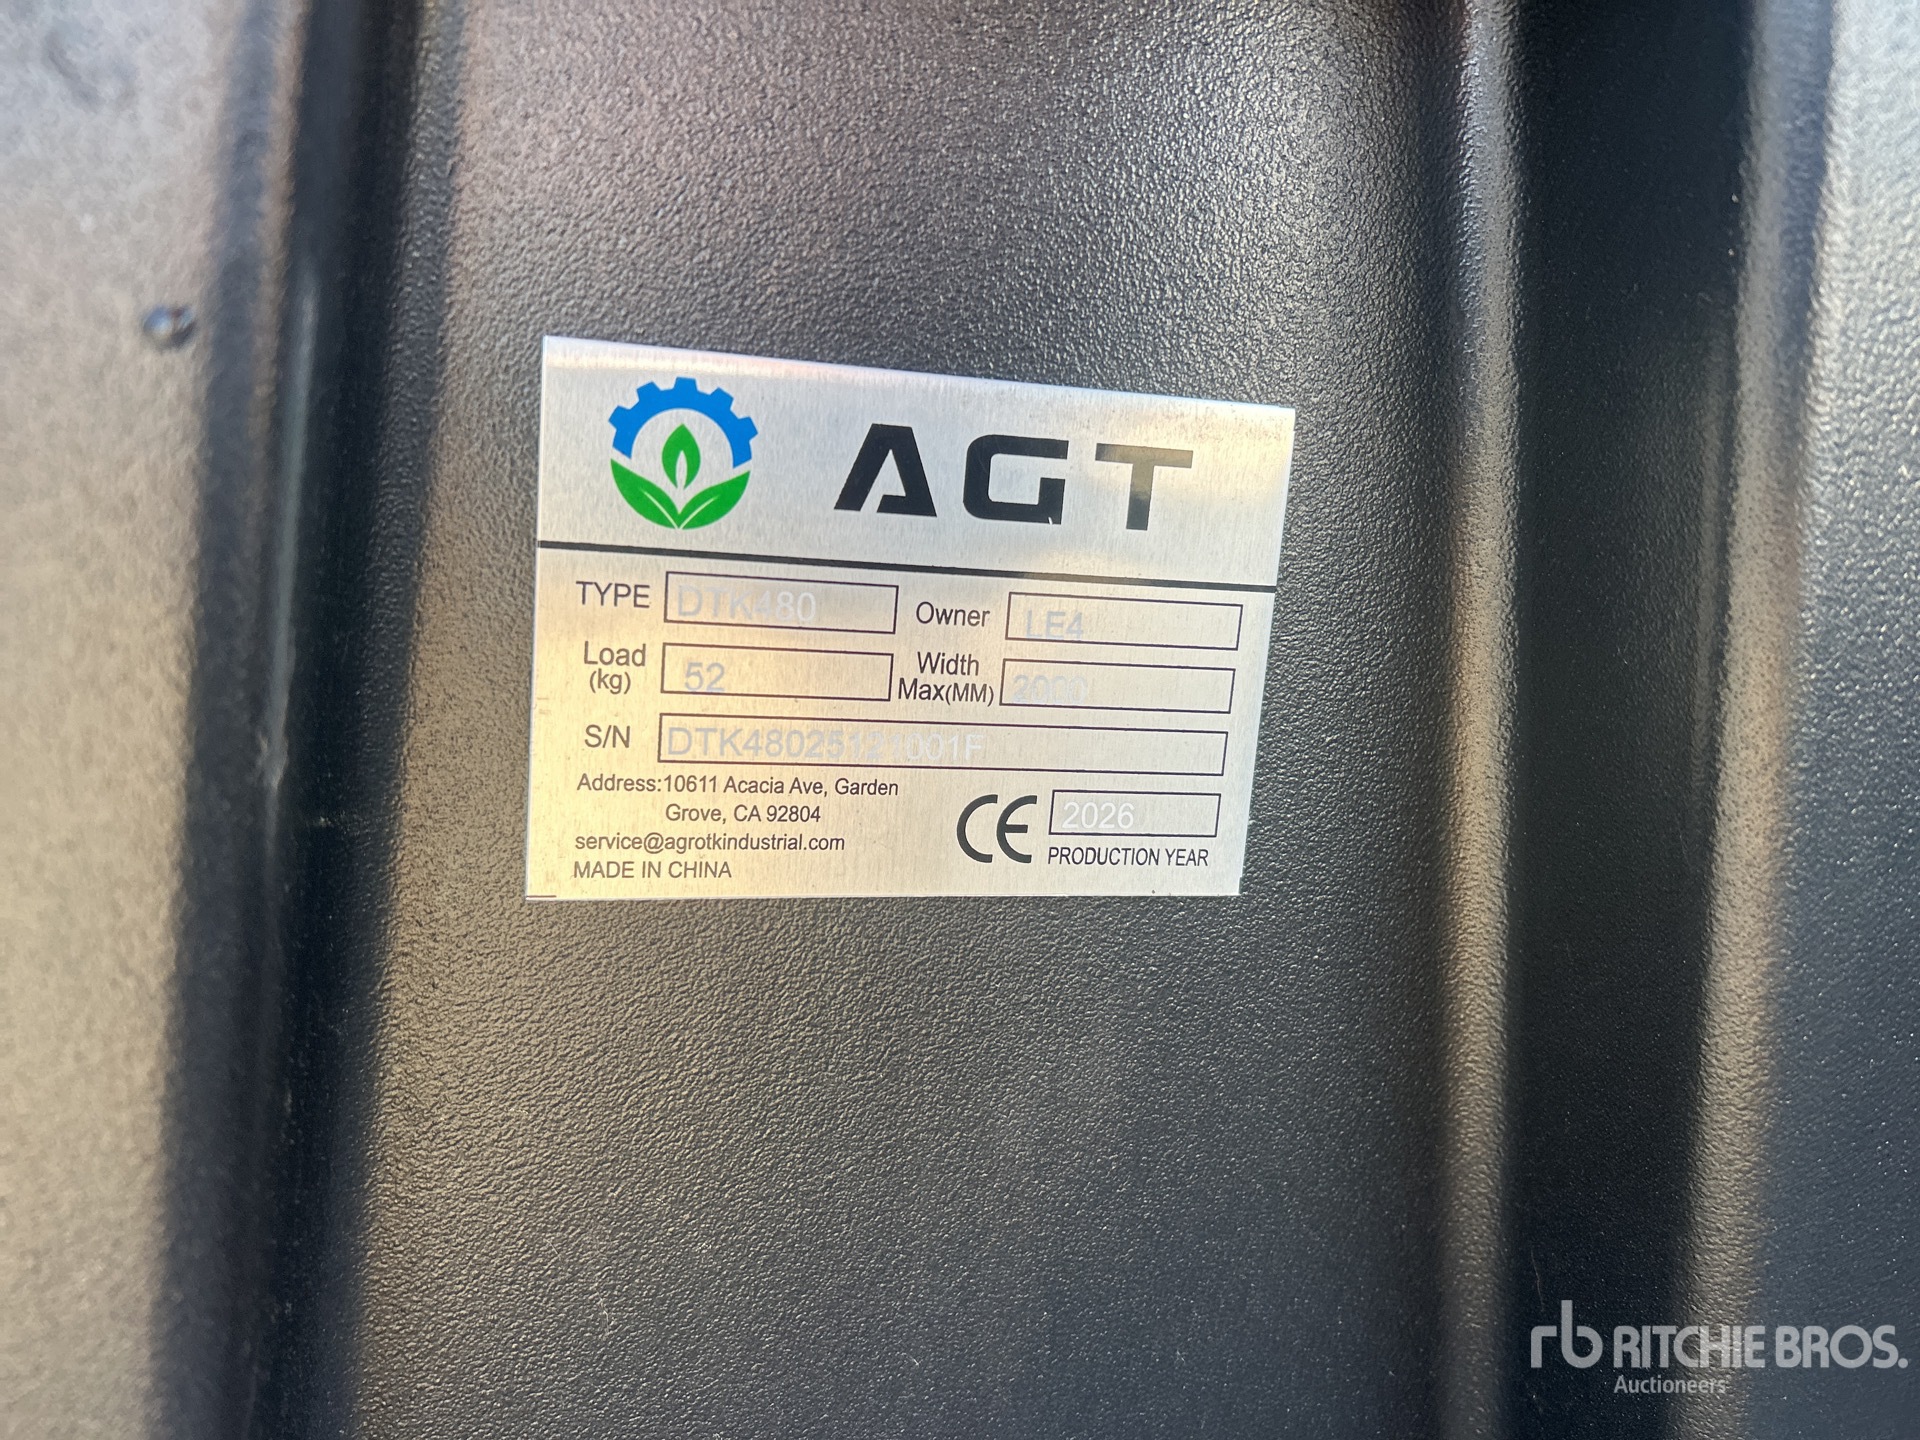 AGT
TYPE DTK480 Owner LE4
Load (kg) 52 Width Max(MM) 2000
S/N DTK48025121001F
Address:10611 Acacia Ave, Garden
Grove, CA 92804
service@agrotkindustrial.com
MADE IN CHINA
CE 2026
PRODUCTION YEAR
rb RITCHIE BROS.
Auctioneers